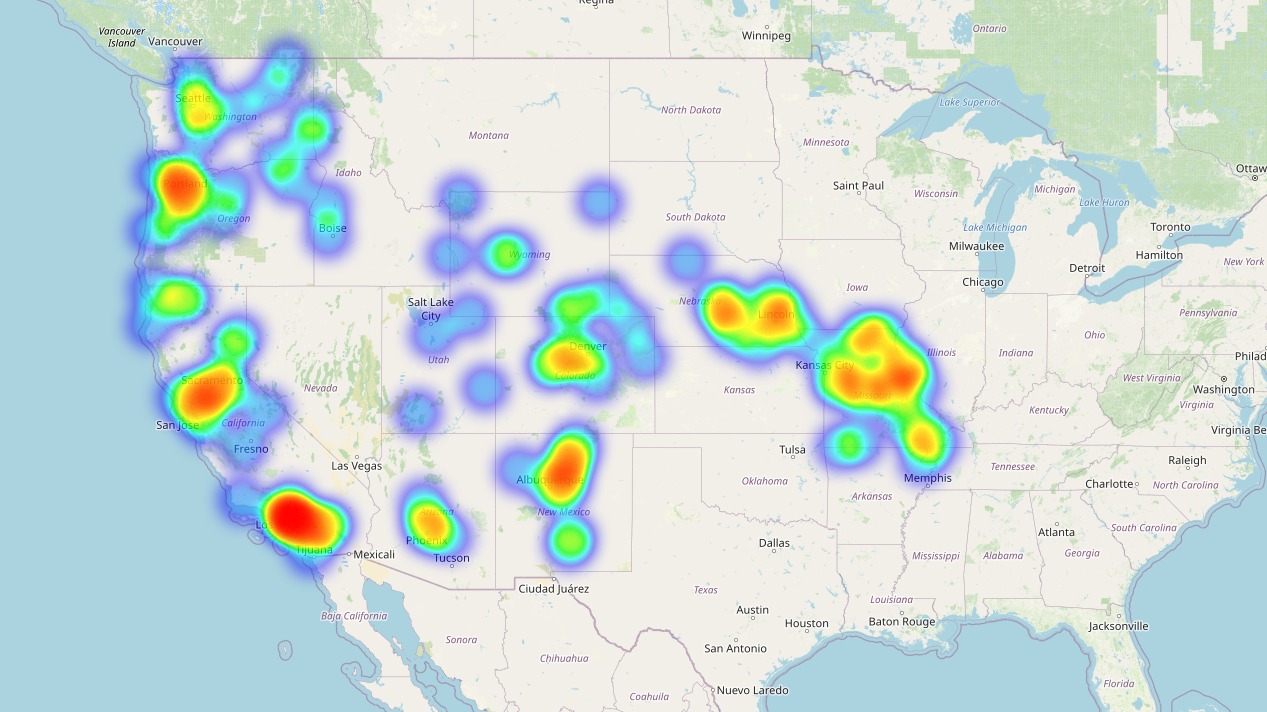 Regina
Ontario
Vancouver
Island
Vancouver
Winnipeg
Seattle
Washington
Lake Superior
North Dakota
Montana
Minnesota
Ottaw
Idaho
Portland
Saint Paul
Michigan
Wisconsin
Lake Huron
Oregon
South Dakota
Boise
Lake Michigan
Toronto
Milwaukee
Hamilton
Wyoming
New York
Detroit
Chicago
Iowa
Salt Lake
City
Nebraska
Lincoln
Pennsylvania
Ohio
Denver
Illinois
Indiana
Philad
Utah
Kansas City
Colorado
Sacramento
Nevada
Kansas
Missouri
West Virginia
Washington
Virginia
Kentucky
San Jose
California
Virginia Be
Fresno
Tulsa
Raleigh
Las Vegas
Tennessee
Albuquerque
Oklahoma
Memphis
Charlotte
North Carolina
Arkansas
Arizona
New Mexico
Lo
South Carolina
Atlanta
Phoenix
Dallas
Tijuana
Mexicali
Tucson
Mississippi
Alabama
Georgia
Ciudad Juárez
Texas
Louisiana
Baja California
Austin
Houston
Baton Rouge
Jacksonville
Sonora
San Antonio
Chihuahua
Florida
Nuevo Laredo
Coahuila